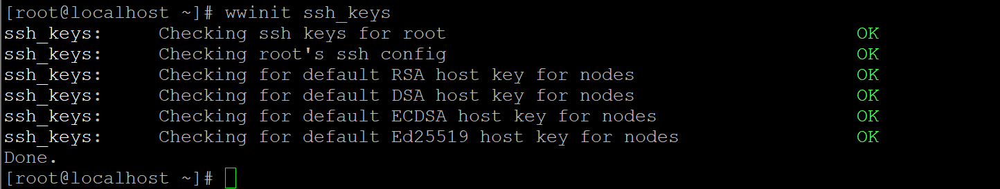 [root@localhost ~]# wwinit ssh_keys
ssh_keys:     Checking ssh keys for root                                     OK
ssh_keys:     Checking root's ssh config                                     OK
ssh_keys:     Checking for default RSA host key for nodes                    OK
ssh_keys:     Checking for default DSA host key for nodes                    OK
ssh_keys:     Checking for default ECDSA host key for nodes                  OK
ssh_keys:     Checking for default Ed25519 host key for nodes                OK
Done.
[root@localhost ~]#